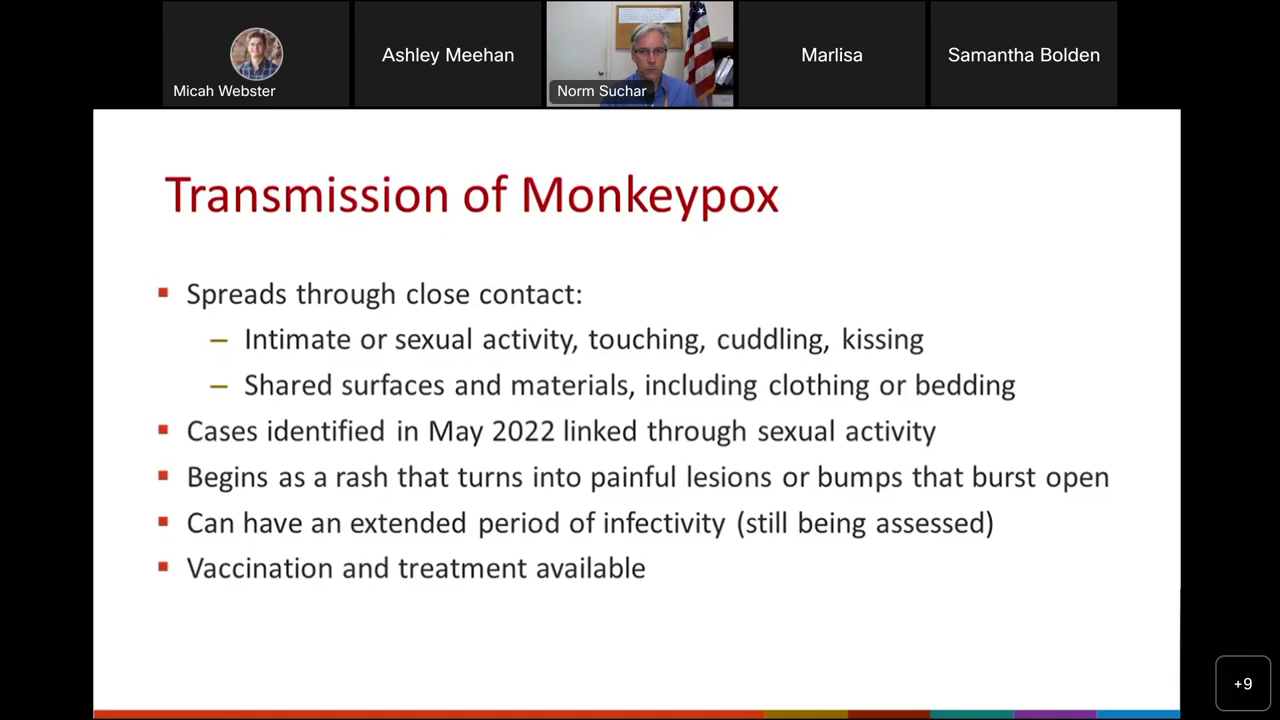 Micah Webster
Ashley Meehan
Norm Suchar
Marlisa
Samantha Bolden
Transmission of Monkeypox
▪ Spreads through close contact:
– Intimate or sexual activity, touching, cuddling, kissing
– Shared surfaces and materials, including clothing or bedding
▪ Cases identified in May 2022 linked through sexual activity
▪ Begins as a rash that turns into painful lesions or bumps that burst open
▪ Can have an extended period of infectivity (still being assessed)
▪ Vaccination and treatment available
+9